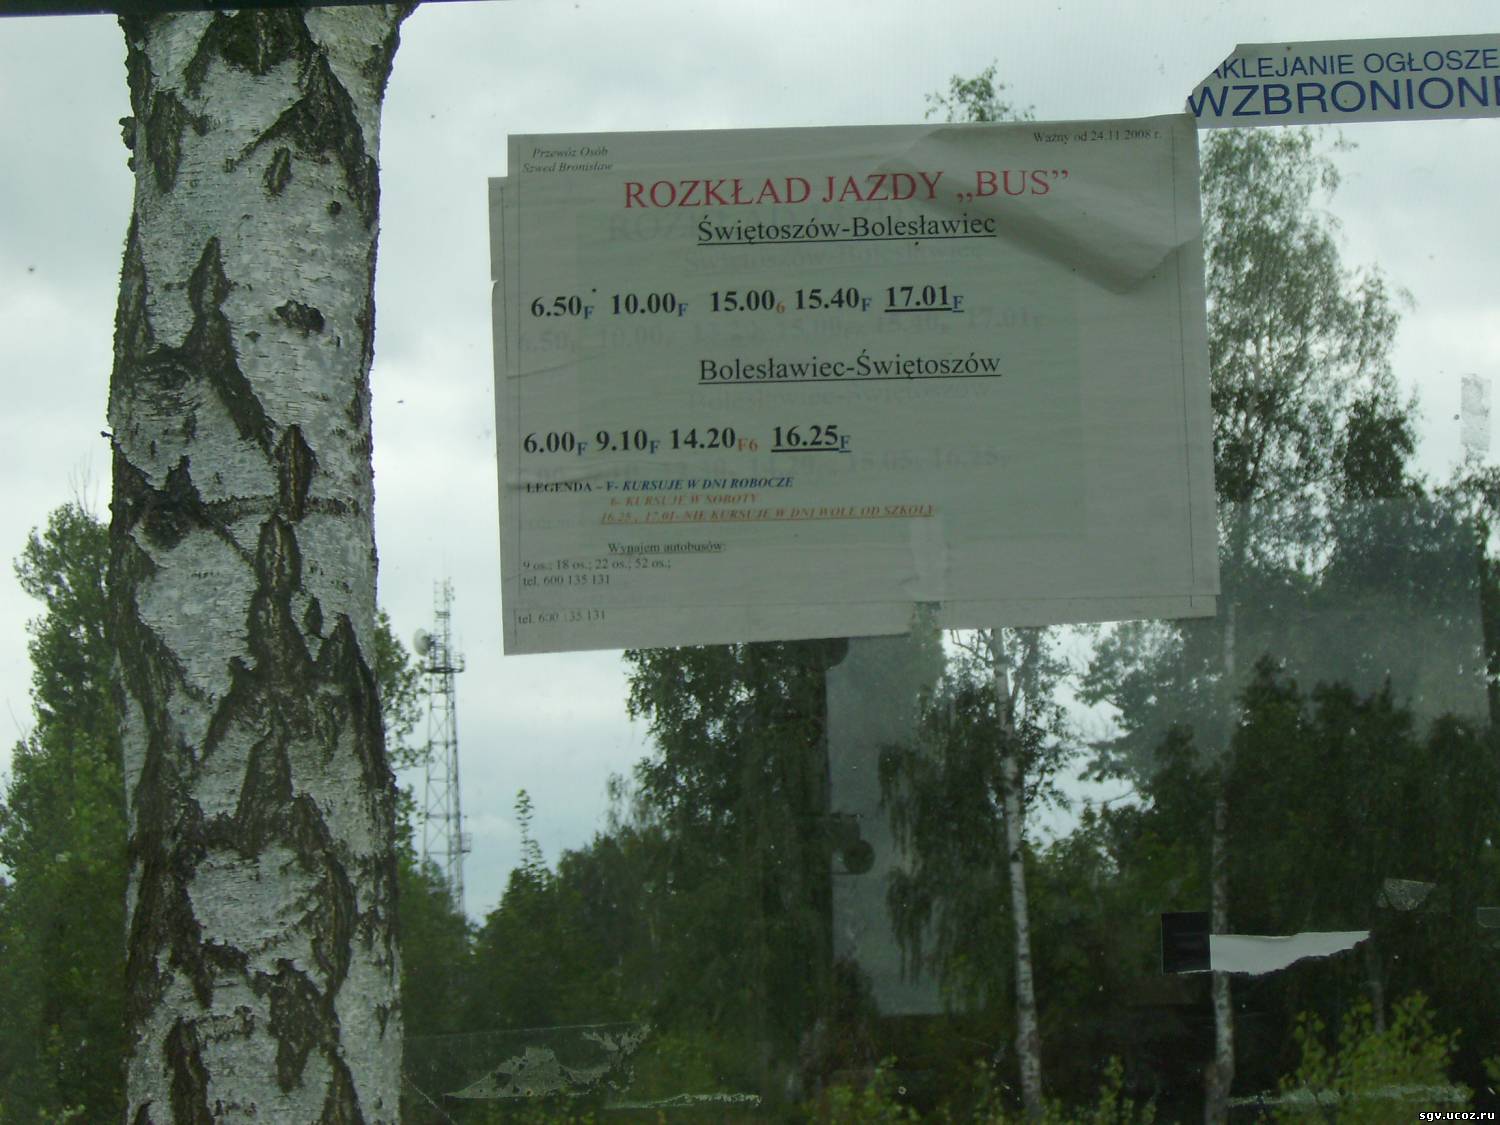 AKLEJANIE OGŁOSZE
WZBRONION
Ważny od 24.11.2008 r.
Przewóz Osób
Szwed Bronisław
ROZKŁAD JAZDY „BUS”
Świętoszów-Bolesławiec
6.50F 10.00F 15.006 15.40F 17.01F
Bolesławiec-Świętoszów
6.00F 9.10F 14.20F6 16.25F
LEGENDA – F- KURSUJE W DNI ROBOCZE
6- KURSUJE W SOBOTY
16.25 , 17.01- NIE KURSUJE W DNI WOLE OD SZKOŁY
Wynajem autobusów:
9 os.; 18 os.; 22 os.; 52 os.;
tel. 600 135 131
tel. 600 135 131
sgv.ucoz.ru